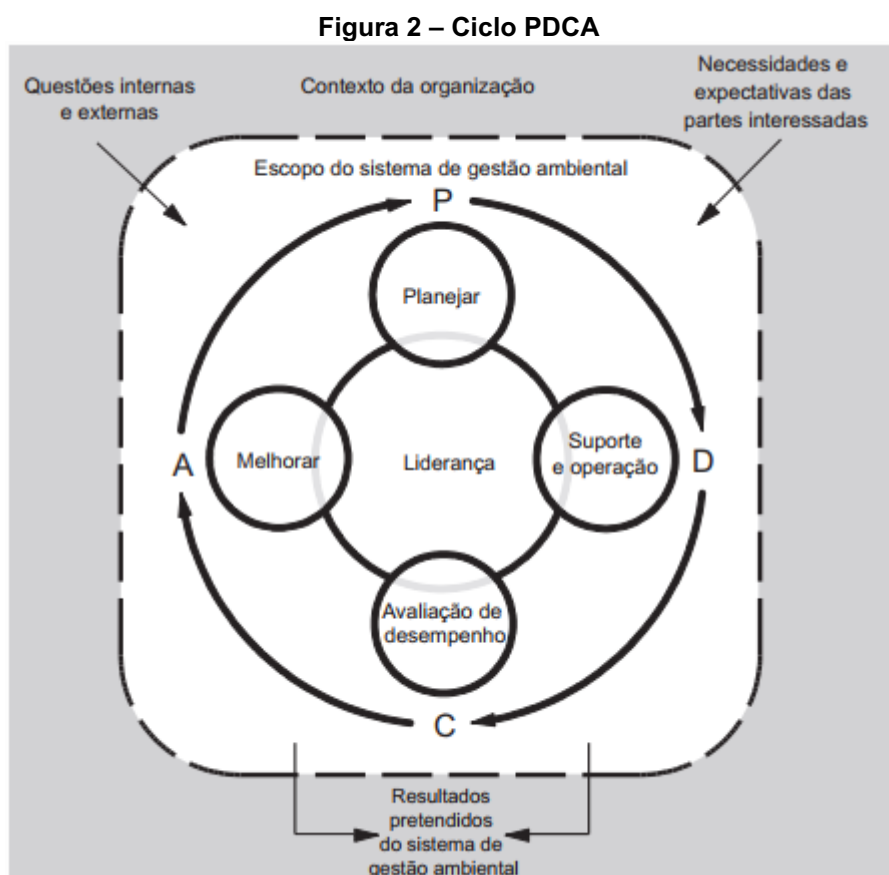 Figura 2 – Ciclo PDCA
Questões internas
e externas
Contexto da organização
Necessidades e
expectativas das
partes interessadas
Escopo do sistema de gestão ambiental
P
Planejar
A
Melhorar
Liderança
Suporte
e operação
D
Avaliação de
desempenho
C
Resultados
pretendidos
do sistema de
gestão ambiental